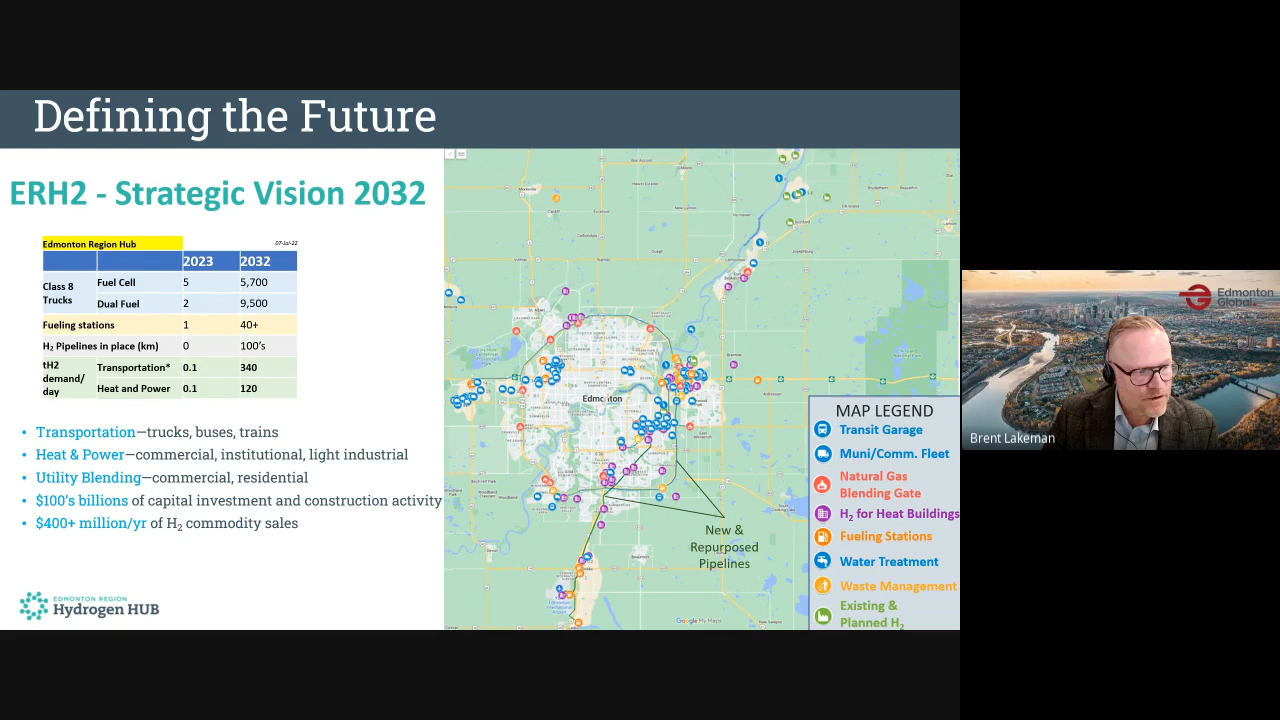 Defining the Future
ERH2 - Strategic Vision 2032
Edmonton Region Hub 07-Jul-22
2023 2032
Class 8 Trucks Fuel Cell 5 5,700
Dual Fuel 2 9,500
Fueling stations 1 40+
H₂ Pipelines in place (km) 0 100's
tH2 demand/ day Transportation* 0.1 340
Heat and Power 0.1 120
• Transportation—trucks, buses, trains
• Heat & Power—commercial, institutional, light industrial
• Utility Blending—commercial, residential
• $100's billions of capital investment and construction activity
• $400+ million/yr of H₂ commodity sales
EDMONTON REGION
Hydrogen HUB
Edmonton
New &
Repurposed
Pipelines
Google My Maps
MAP LEGEND
Transit Garage
Muni/Comm. Fleet
Natural Gas
Blending Gate
H₂ for Heat Buildings
Fueling Stations
Water Treatment
Waste Management
Existing &
Planned H₂
Edmonton
Global
Brent Lakeman